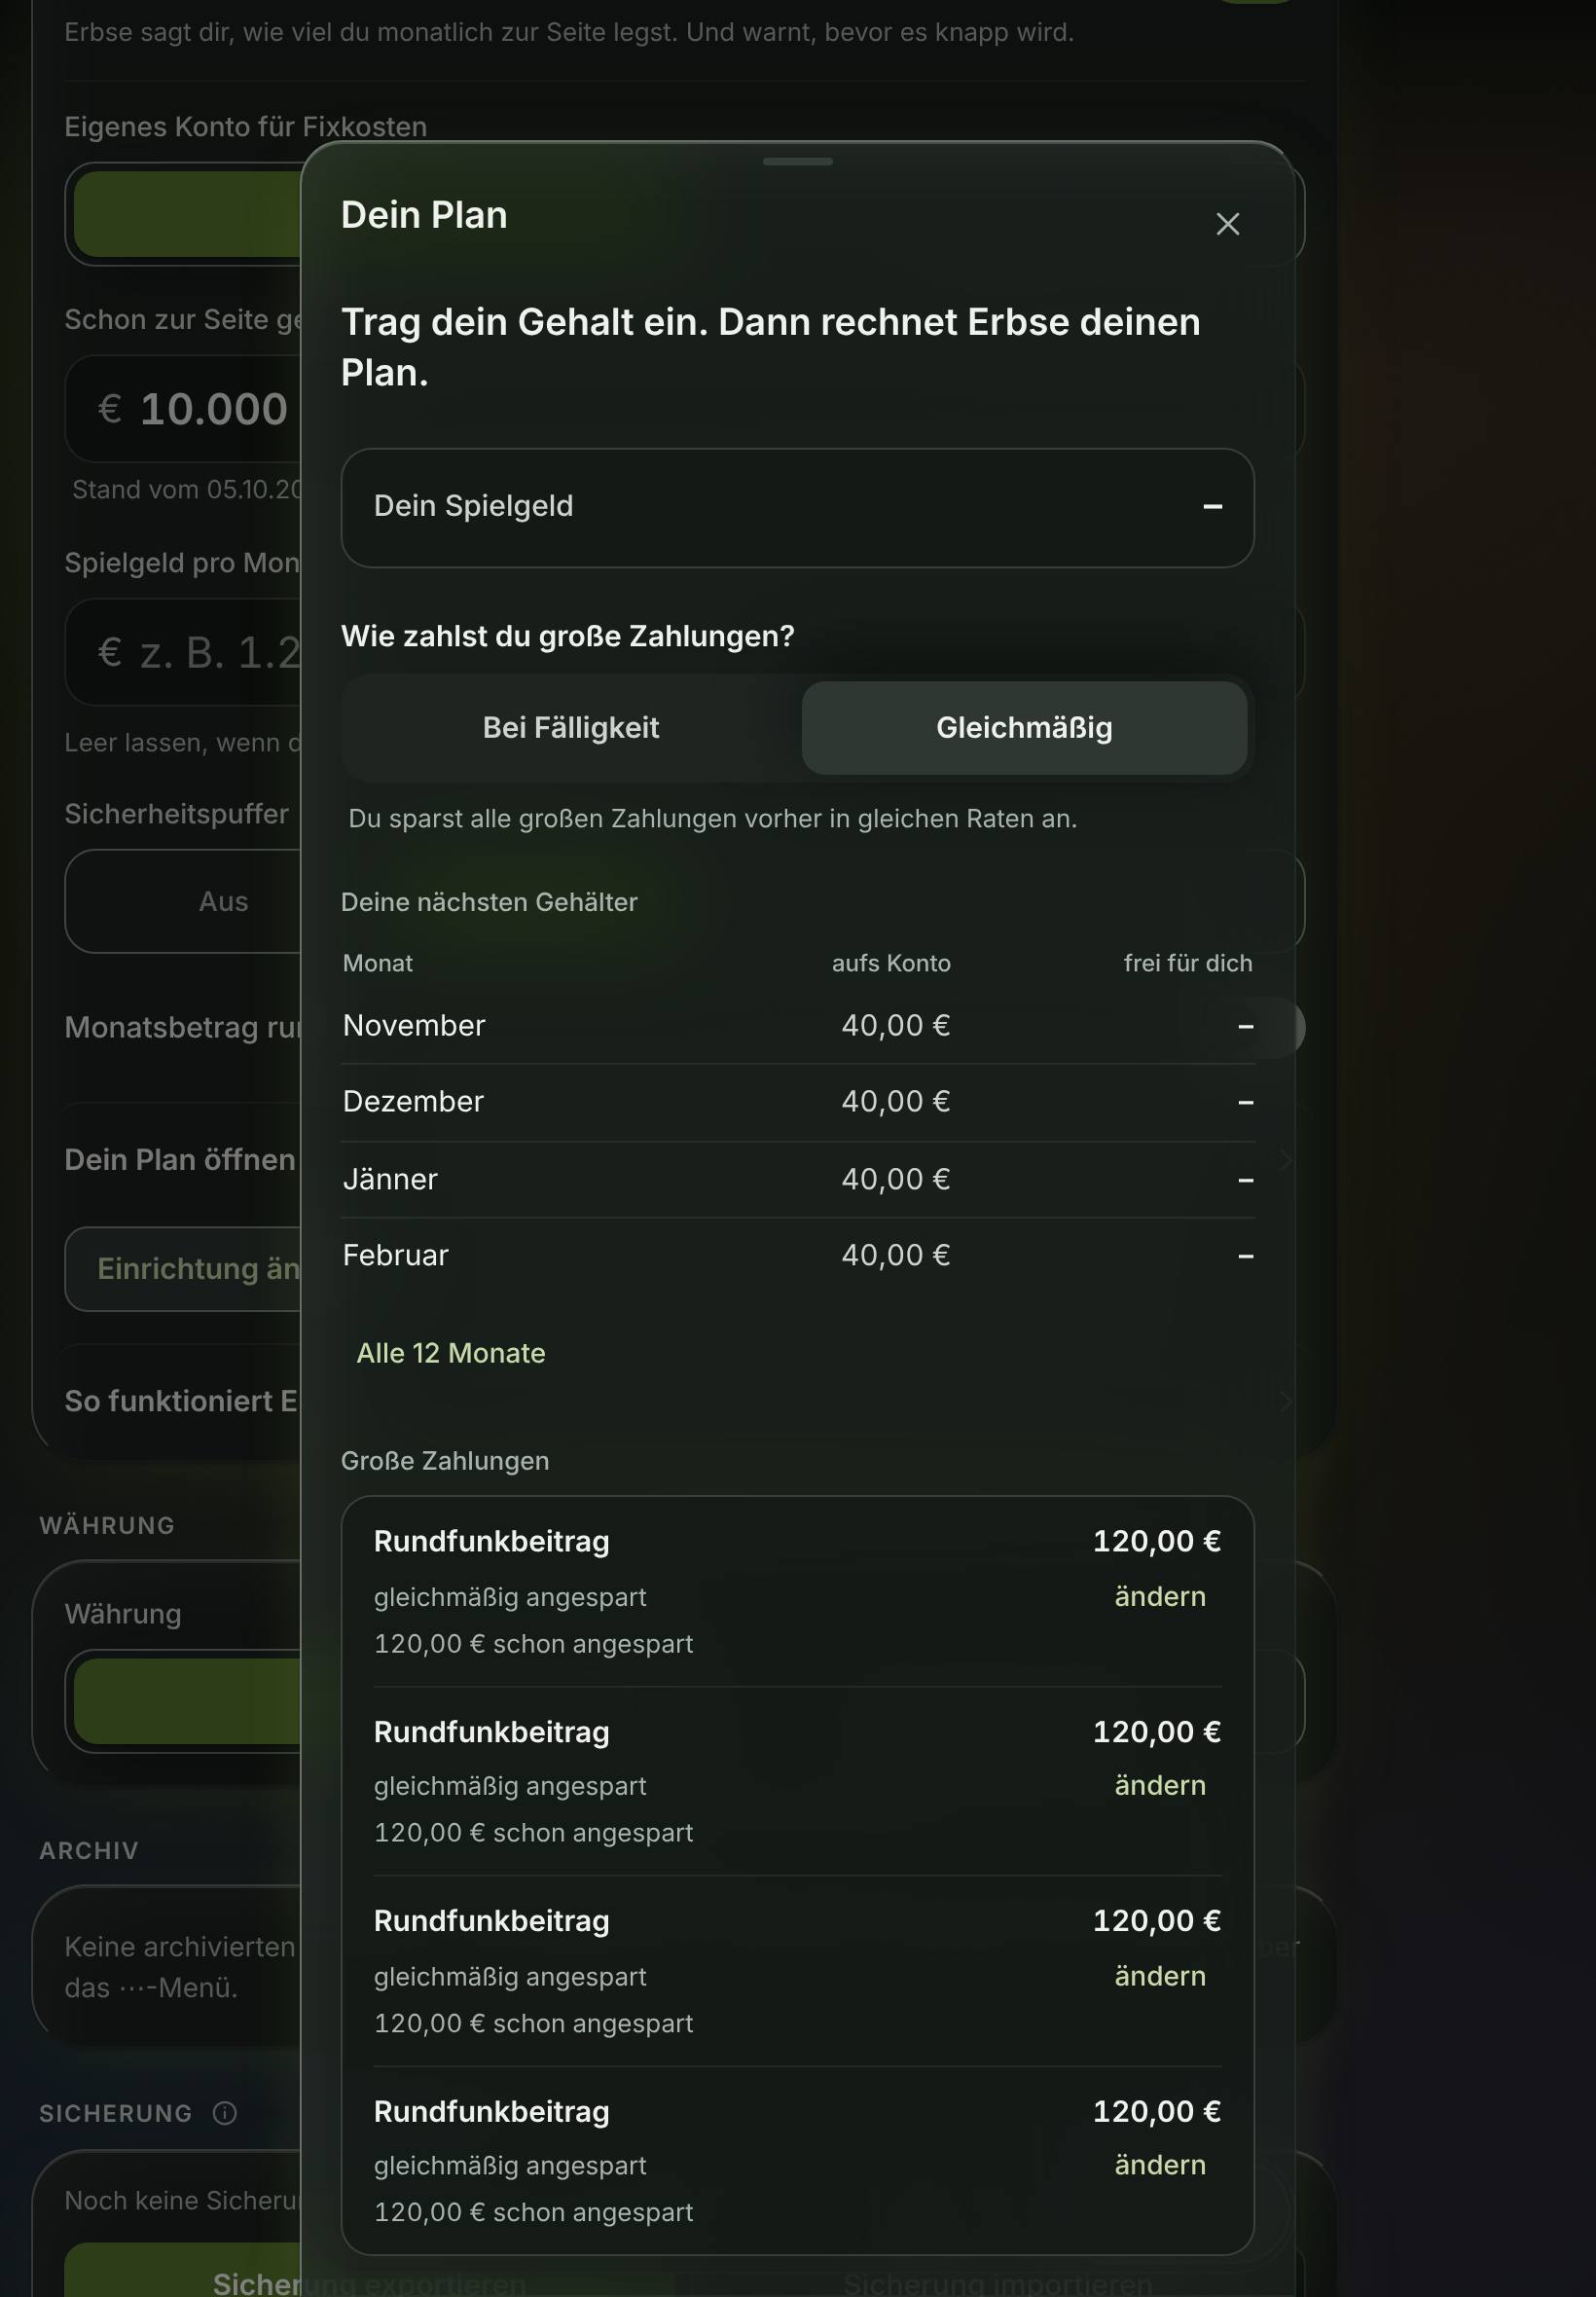 Erbse sagt dir, wie viel du monatlich zur Seite legst. Und warnt, bevor es knapp wird.
Eigenes Konto für Fixkosten
Dein Plan
Trag dein Gehalt ein. Dann rechnet Erbse deinen
Plan.
Schon zur Seite
€ 10.000
Stand vom 05.10.20
Dein Spielgeld –
Spielgeld pro Mon
€ z. B. 1.2
Leer lassen, wenn d
Wie zahlst du große Zahlungen?
Bei Fälligkeit Gleichmäßig
Du sparst alle großen Zahlungen vorher in gleichen Raten an.
Sicherheitspuffer
Aus
Deine nächsten Gehälter
Monat aufs Konto frei für dich
November 40,00 € –
Dezember 40,00 € –
Jänner 40,00 € –
Februar 40,00 € –
Alle 12 Monate
Monatsbetrag ru
Dein Plan öffnen
Einrichtung än
So funktioniert E
Große Zahlungen
Rundfunkbeitrag 120,00 €
gleichmäßig angespart ändern
120,00 € schon angespart
Rundfunkbeitrag 120,00 €
gleichmäßig angespart ändern
120,00 € schon angespart
Rundfunkbeitrag 120,00 €
gleichmäßig angespart ändern
120,00 € schon angespart
Rundfunkbeitrag 120,00 €
gleichmäßig angespart ändern
120,00 € schon angespart
WÄHRUNG
Währung
ARCHIV
Keine archivierten
das ···-Menü.
SICHERUNG
Noch keine Sicheru
Sicherung exportieren Sicherung importieren